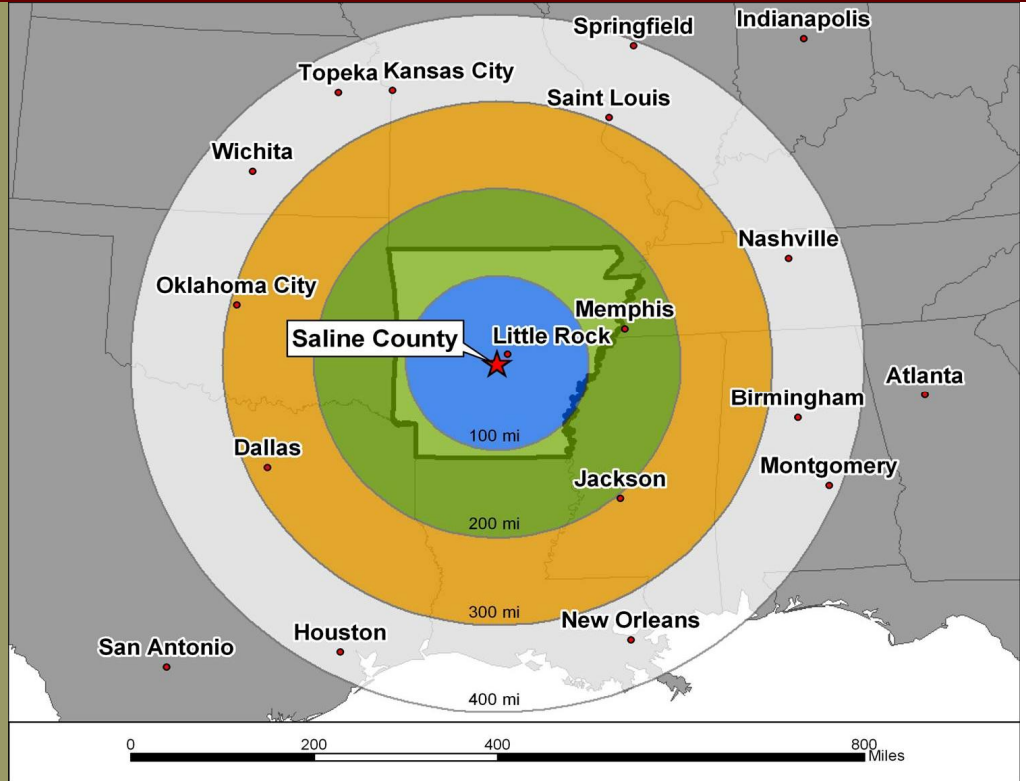 Indianapolis
Springfield
Topeka Kansas City
Saint Louis
Wichita
Nashville
Oklahoma City
Memphis
Saline County
Little Rock
Atlanta
Birmingham
100 mi
Dallas
Montgomery
Jackson
200 mi
300 mi
New Orleans
Houston
San Antonio
400 mi
0 200 400 800
Miles